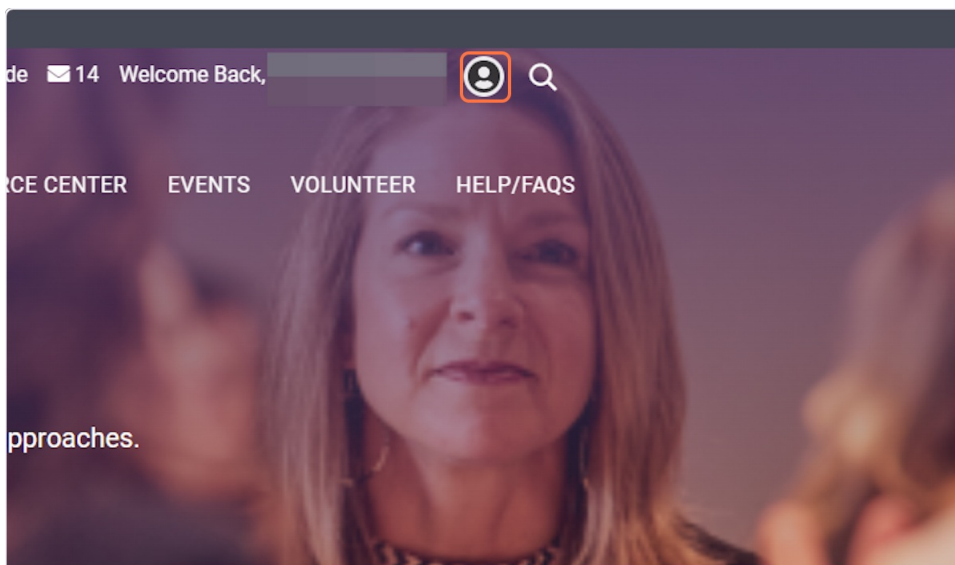 de 14 Welcome Back,
RCE CENTER EVENTS VOLUNTEER HELP/FAQS
pproaches.